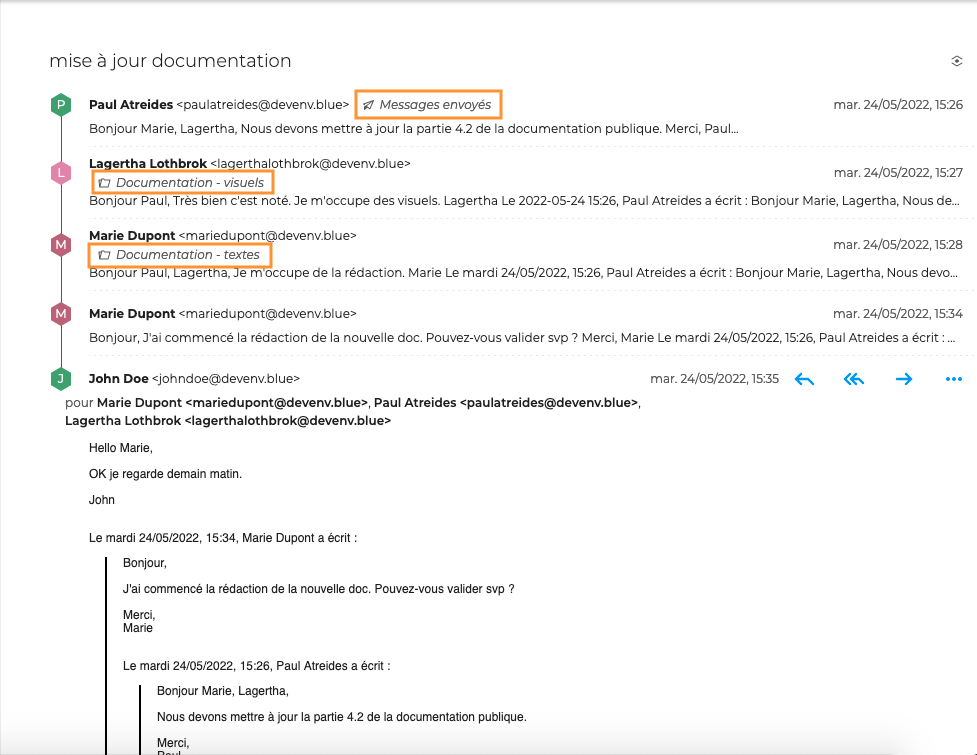 mise à jour documentation
P Paul Atreides <paulatreides@devenv.blue> Messages envoyés mar. 24/05/2022, 15:26
Bonjour Marie, Lagertha, Nous devons mettre à jour la partie 4.2 de la documentation publique. Merci, Paul...
L Lagertha Lothbrok <lagerthalothbrok@devenv.blue> mar. 24/05/2022, 15:27
Documentation - visuels
Bonjour Paul, Très bien c'est noté. Je m'occupe des visuels. Lagertha Le 2022-05-24 15:26, Paul Atreides a écrit : Bonjour Marie, Lagertha, Nous de...
M Marie Dupont <mariedupont@devenv.blue> mar. 24/05/2022, 15:28
Documentation - textes
Bonjour Paul, Lagertha, Je m'occupe de la rédaction. Marie Le mardi 24/05/2022, 15:26, Paul Atreides a écrit : Bonjour Marie, Lagertha, Nous devo...
M Marie Dupont <mariedupont@devenv.blue> mar. 24/05/2022, 15:34
Bonjour, J'ai commencé la rédaction de la nouvelle doc. Pouvez-vous valider svp ? Merci, Marie Le mardi 24/05/2022, 15:26, Paul Atreides a écrit : ...
J John Doe <johndoe@devenv.blue> mar. 24/05/2022, 15:35
pour Marie Dupont <mariedupont@devenv.blue>, Paul Atreides <paulatreides@devenv.blue>,
Lagertha Lothbrok <lagerthalothbrok@devenv.blue>
Hello Marie,
OK je regarde demain matin.
John
Le mardi 24/05/2022, 15:34, Marie Dupont a écrit :
Bonjour,
J'ai commencé la rédaction de la nouvelle doc. Pouvez-vous valider svp ?
Merci,
Marie
Le mardi 24/05/2022, 15:26, Paul Atreides a écrit :
Bonjour Marie, Lagertha,
Nous devons mettre à jour la partie 4.2 de la documentation publique.
Merci,
Paul